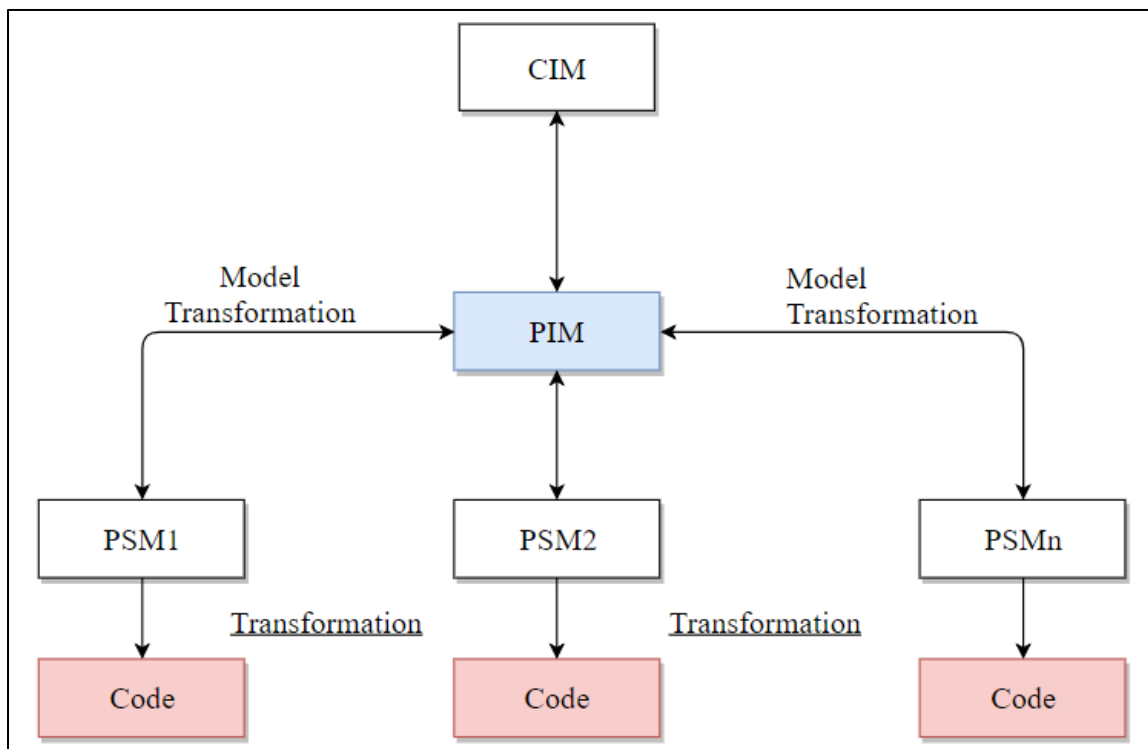 CIM
Model
Transformation
Model
Transformation
PIM
PSM1
PSM2
PSMn
Transformation
Transformation
Code
Code
Code